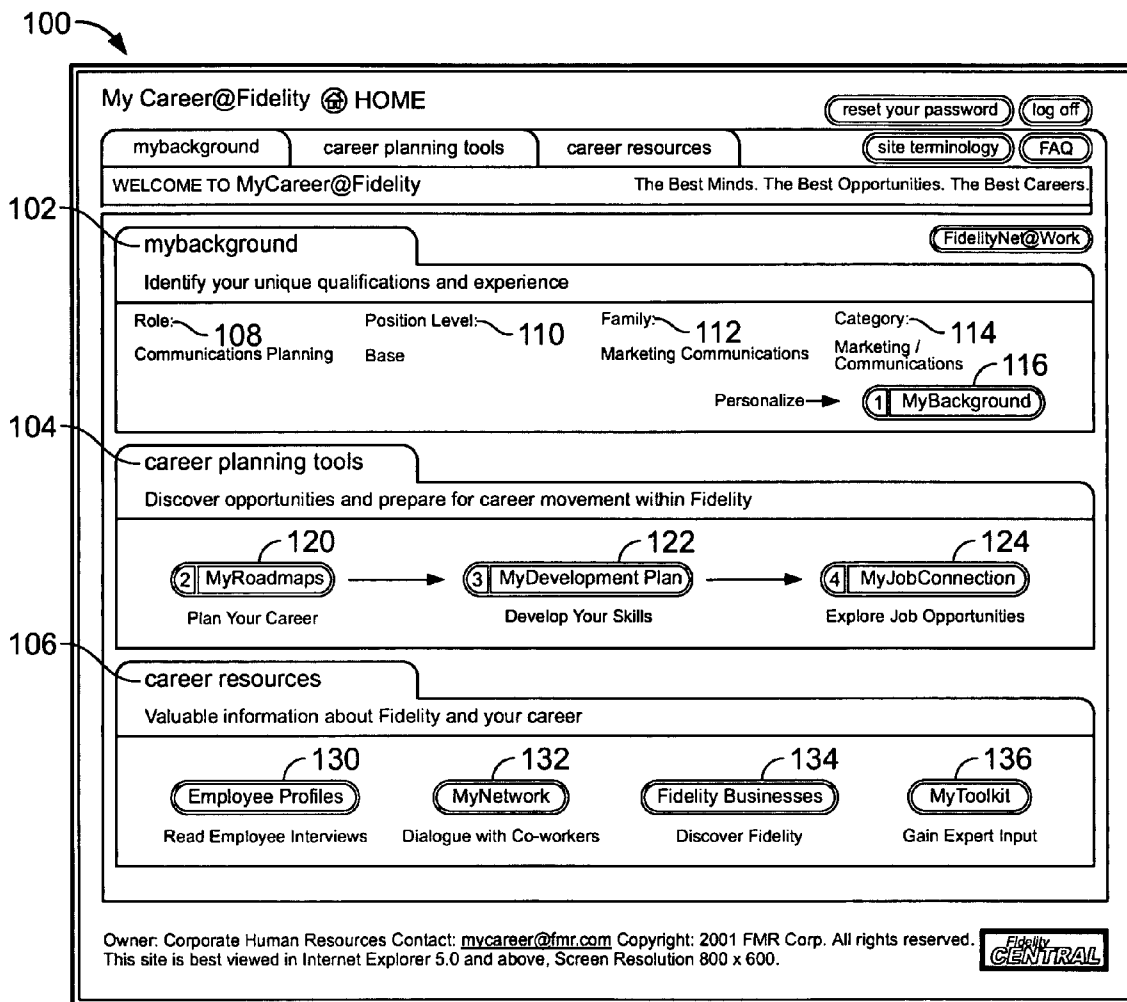 100
My Career@Fidelity HOME
reset your password log off
mybackground career planning tools career resources site terminology FAQ
WELCOME TO MyCareer@Fidelity The Best Minds. The Best Opportunities. The Best Careers.
102
mybackground FidelityNet@Work
Identify your unique qualifications and experience
Role: 108 Position Level: 110 Family: 112 Category: 114
Communications Planning Base Marketing Communications Marketing /
Communications 116
Personalize 1 MyBackground
104
career planning tools
Discover opportunities and prepare for career movement within Fidelity
120 122 124
2 MyRoadmaps 3 MyDevelopment Plan 4 MyJobConnection
Plan Your Career Develop Your Skills Explore Job Opportunities
106
career resources
Valuable information about Fidelity and your career
130 132 134 136
Employee Profiles MyNetwork Fidelity Businesses MyToolkit
Read Employee Interviews Dialogue with Co-workers Discover Fidelity Gain Expert Input
Owner: Corporate Human Resources Contact: mycareer@fmr.com Copyright: 2001 FMR Corp. All rights reserved.
This site is best viewed in Internet Explorer 5.0 and above, Screen Resolution 800 x 600.
Fidelity
CENTRAL